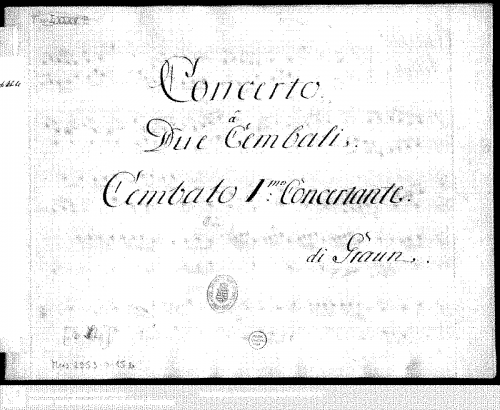 Concerto
a
Due Cembali.
Cembalo 1mo Concertante.
di Graun.